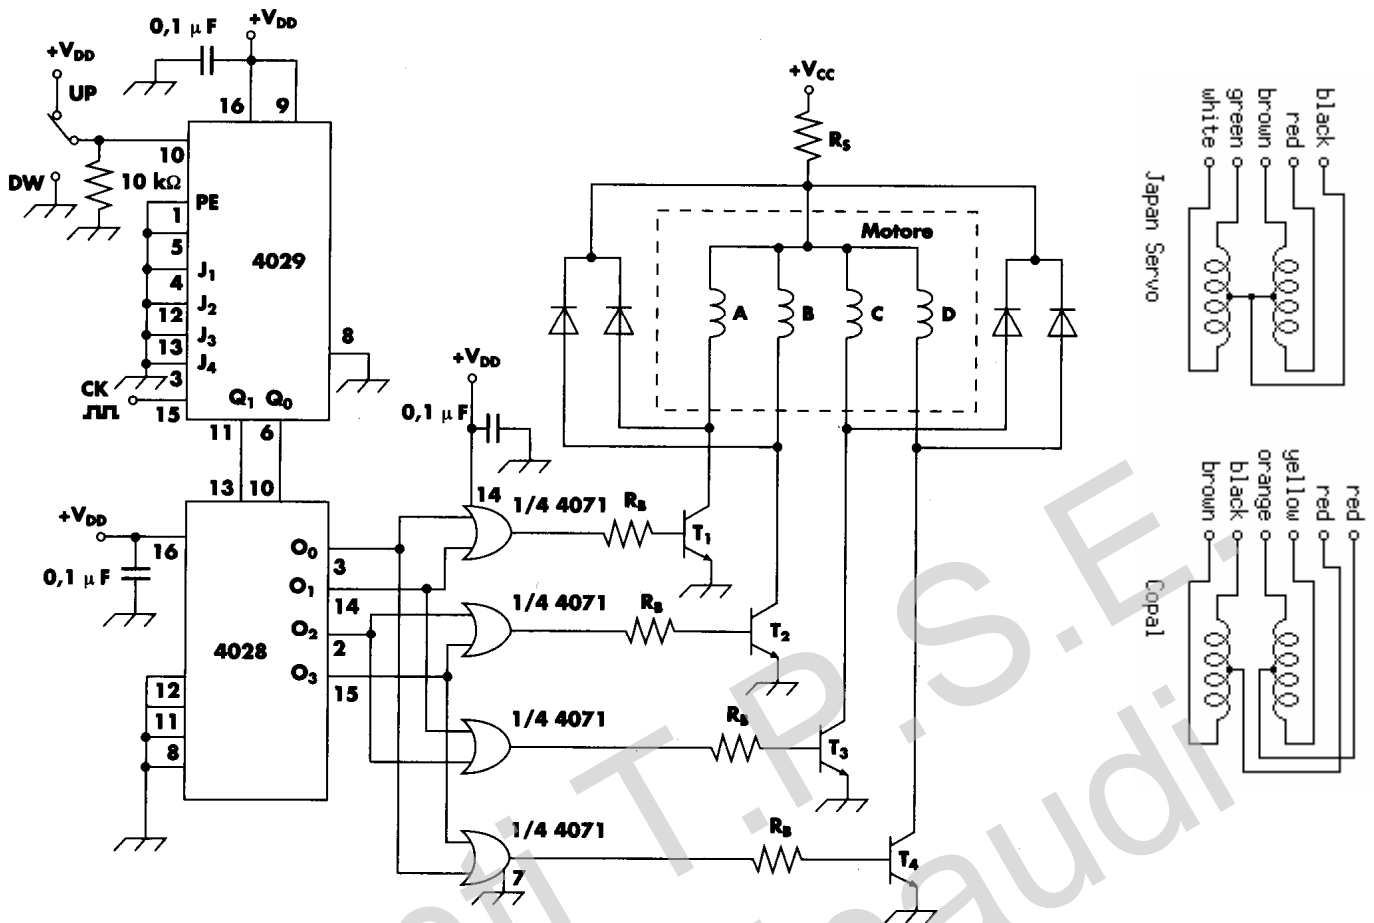 0,1 μF
+VDD
+VDD
UP
16
9
10
DW
10 kΩ
PE
1
5
4029
J1
4
J2
12
J3
13
J4
3
8
CK
15
Q1 Q0
11
6
13
10
+VDD
16
0,1 μF
O0
3
O1
14
O2
2
4028
O3
15
12
11
8
+VDD
0,1 μF
14
1/4 4071
RB
T1
1/4 4071
RB
T2
1/4 4071
RB
T3
1/4 4071
RB
T4
7
+VCC
RS
Motore
A
B
C
D
white
green
brown
red
black
Japan Servo
brown
black
orange
yellow
red
red
Copal
T.P.S.E.